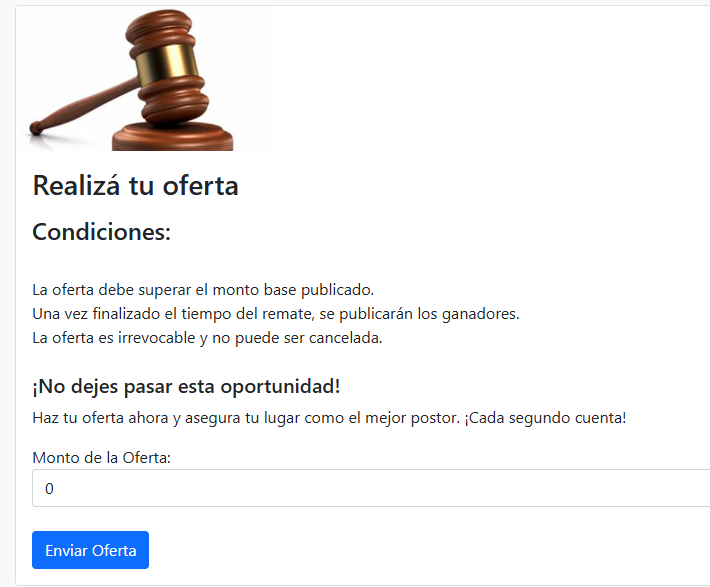 Realizá tu oferta
Condiciones:
La oferta debe superar el monto base publicado.
Una vez finalizado el tiempo del remate, se publicarán los ganadores.
La oferta es irrevocable y no puede ser cancelada.
¡No dejes pasar esta oportunidad!
Haz tu oferta ahora y asegura tu lugar como el mejor postor. ¡Cada segundo cuenta!
Monto de la Oferta:
0
Enviar Oferta